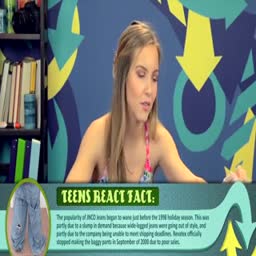 TEENS REACT FACT:
The popularity of JNCO Jeans began to wane just before the 1998 holiday season. This was
partly due to a slump in demand because wide-legged jeans were going out of style, and
partly due to the company being unable to meet shipping deadlines. Revatex officially
stopped making the baggy pants in September of 2000 due to poor sales.